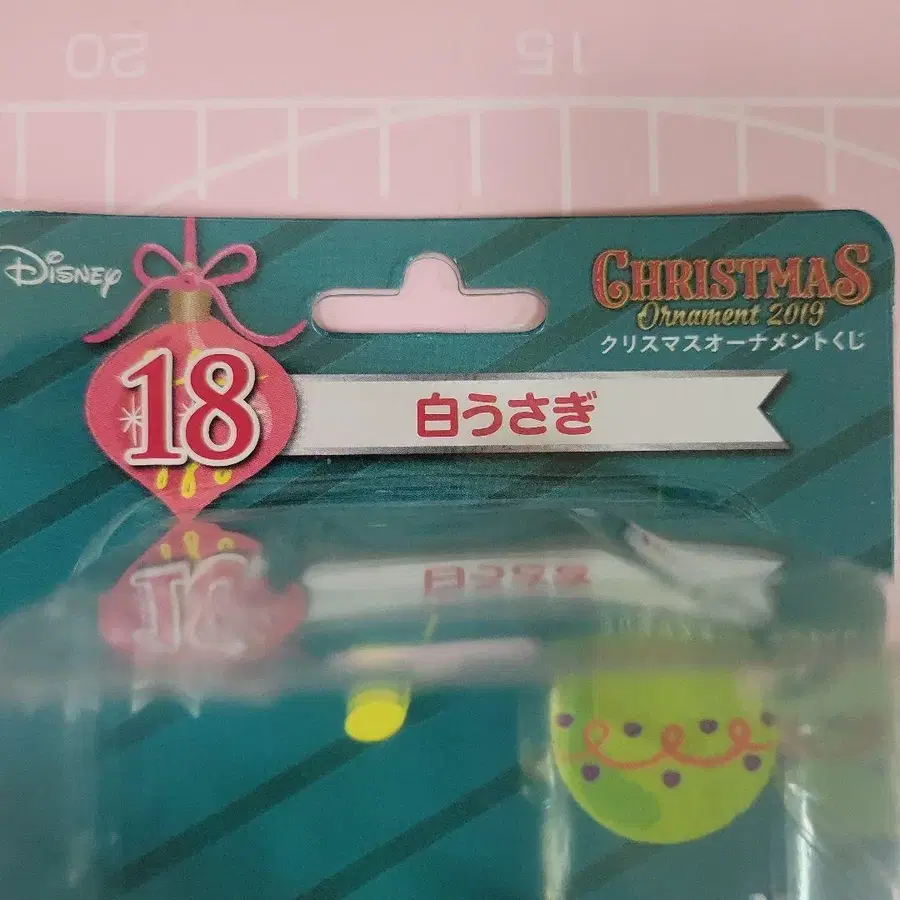 20
15
Disney
CHRISTMAS
Ornament 2019
クリスマスオーナメントくじ
18
白うさぎ